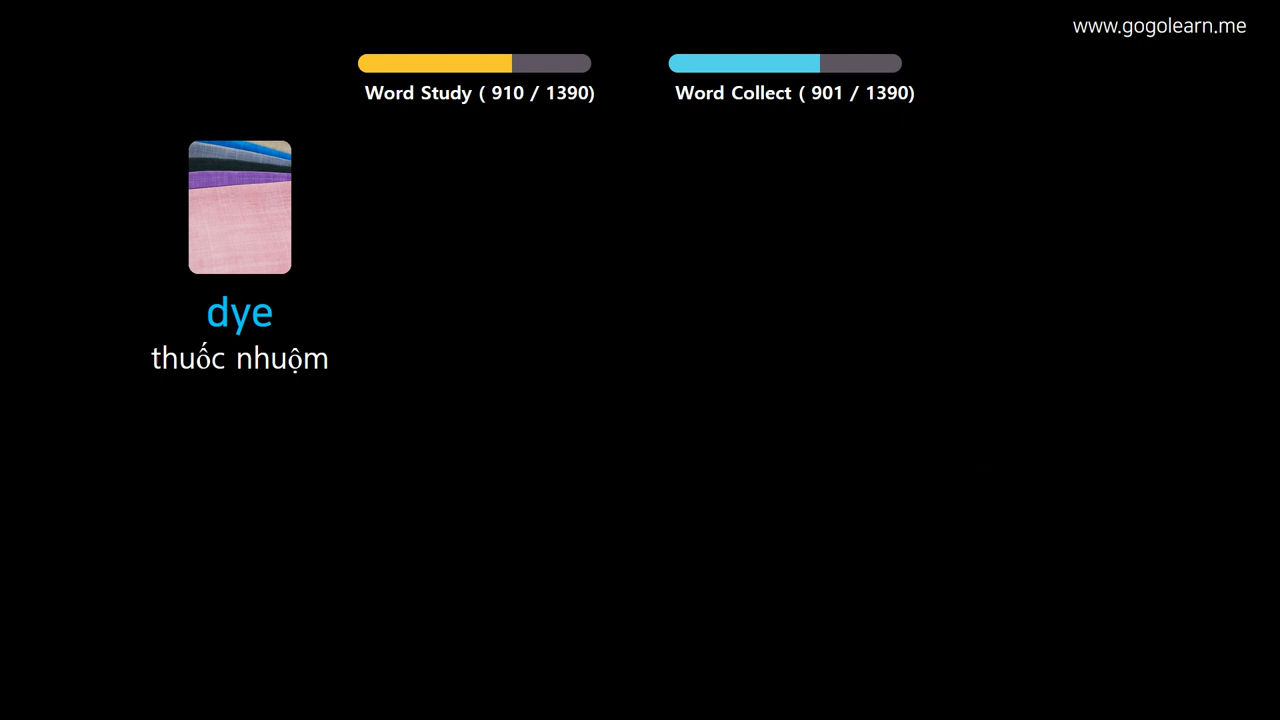 www.gogolearn.me
Word Study ( 910 / 1390)
Word Collect ( 901 / 1390)
dye
thuốc nhuộm